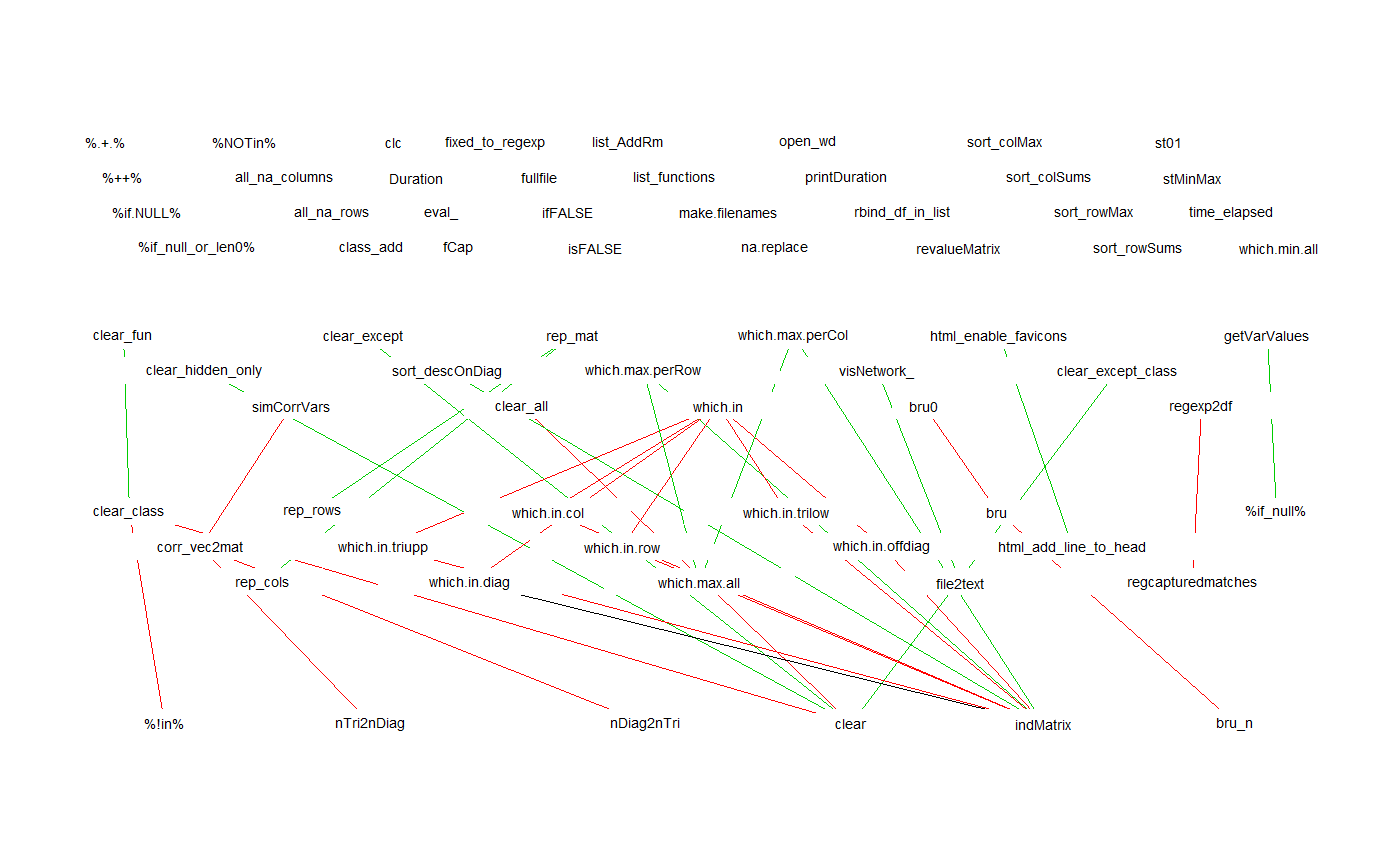 %.+.% %NOTin% clc fixed_to_regexp list_AddRm open_wd sort_colMax st01
%++% all_na_columns Duration fullfile list_functions printDuration sort_colSums stMinMax
%if.NULL% all_na_rows eval_ ifFALSE make.filenames rbind_df_in_list sort_rowMax time_elapsed
%if_null_or_len0% class_add fCap isFALSE na.replace revalueMatrix sort_rowSums which.min.all
clear_fun clear_except rep_mat which.max.perCol html_enable_favicons getVarValues
clear_hidden_only sort_descOnDiag which.max.perRow visNetwork_ clear_except_class
simCorrVars clear_all which.in bru0 regexp2df
clear_class rep_rows which.in.col which.in.trilow bru %if_null%
corr_vec2mat which.in.triupp which.in.row which.in.offdiag html_add_line_to_head
rep_cols which.in.diag which.max.all file2text regcapturedmatches
%!in% nTri2nDiag nDiag2nTri clear indMatrix bru_n